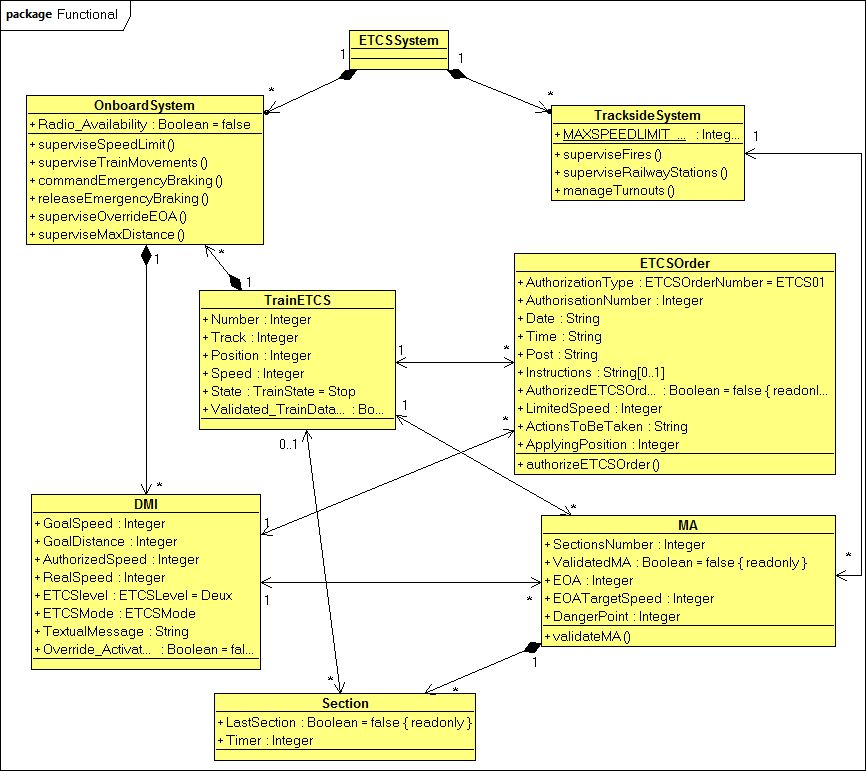 package Functional
ETCSSystem
1
1
*
*
OnboardSystem
+ Radio_Availability : Boolean = false
+ superviseSpeedLimit()
+ superviseTrainMovements()
+ commandEmergencyBraking()
+ releaseEmergencyBraking()
+ superviseOverrideEOA()
+ superviseMaxDistance()
TracksideSystem
+ MAXSPEEDLIMIT_... : Integ...
+ superviseFires()
+ superviseRailwayStations()
+ manageTurnouts()
1
1
*
1
TrainETCS
+ Number : Integer
+ Track : Integer
+ Position : Integer
+ Speed : Integer
+ State : TrainState = Stop
+ Validated_TrainData... : Bo...
ETCSOrder
+ AuthorizationType : ETCSOrderNumber = ETCS01
+ AuthorisationNumber : Integer
+ Date : String
+ Time : String
+ Post : String
+ Instructions : String[0..1]
+ AuthorizedETCSOrd... : Boolean = false { readonl...
+ LimitedSpeed : Integer
+ ActionsToBeTaken : String
+ ApplyingPosition : Integer
+ authorizeETCSOrder()
1
*
1
*
0..1
*
*
1
*
DMI
+ GoalSpeed : Integer
+ GoalDistance : Integer
+ AuthorizedSpeed : Integer
+ RealSpeed : Integer
+ ETCSlevel : ETCSLevel = Deux
+ ETCSMode : ETCSMode
+ TextualMessage : String
+ Override_Activat... : Boolean = fal...
MA
+ SectionsNumber : Integer
+ ValidatedMA : Boolean = false { readonly }
+ EOA : Integer
+ EOATargetSpeed : Integer
+ DangerPoint : Integer
+ validateMA()
1
*
1
*
*
Section
+ LastSection : Boolean = false { readonly }
+ Timer : Integer